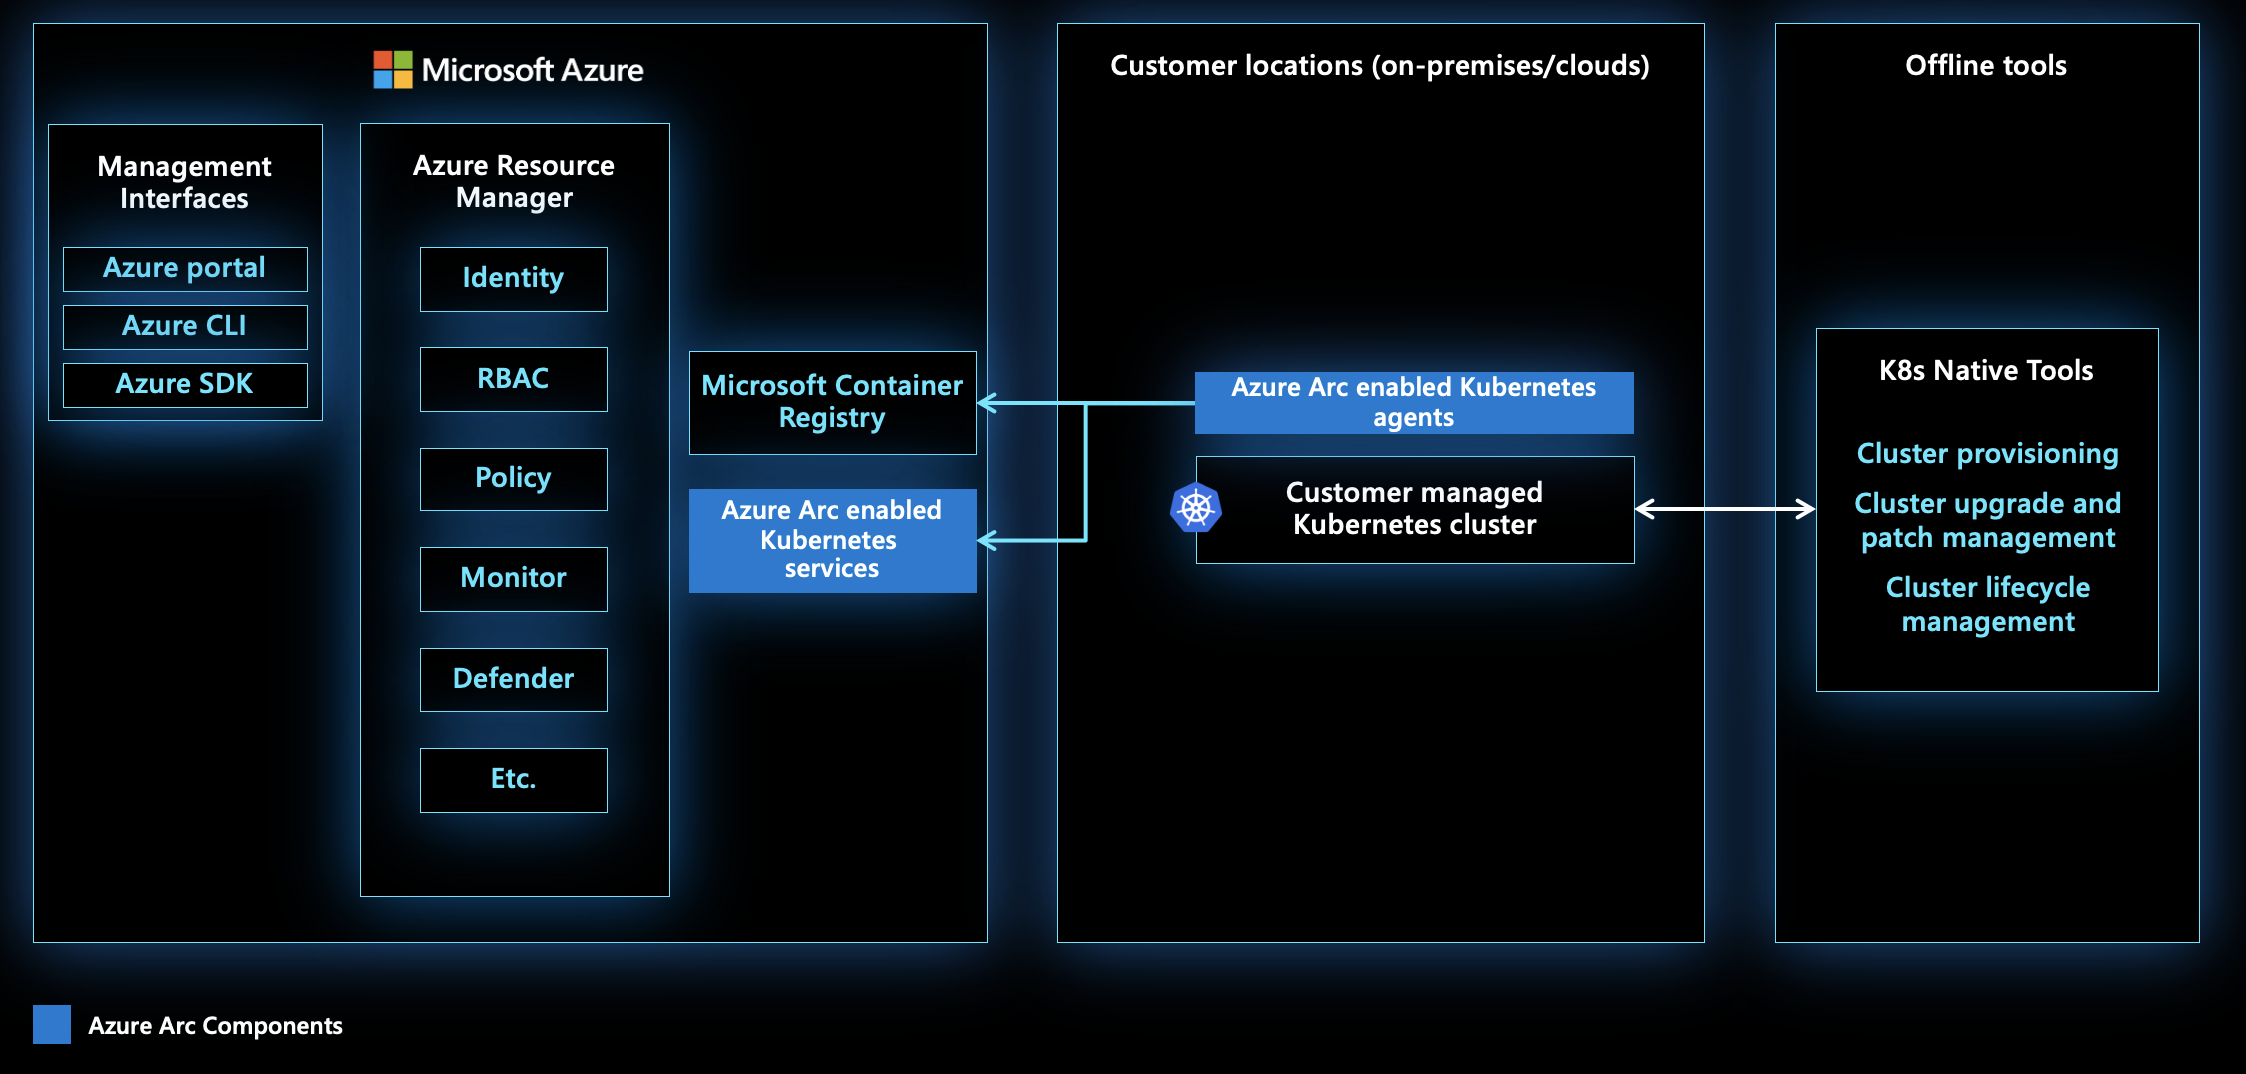 Microsoft Azure
Management
Interfaces
Azure portal
Azure CLI
Azure SDK
Azure Resource
Manager
Identity
RBAC
Policy
Monitor
Defender
Etc.
Microsoft Container
Registry
Azure Arc enabled
Kubernetes
services
Customer locations (on-premises/clouds)
Azure Arc enabled Kubernetes
agents
Customer managed
Kubernetes cluster
Offline tools
K8s Native Tools
Cluster provisioning
Cluster upgrade and
patch management
Cluster lifecycle
management
Azure Arc Components